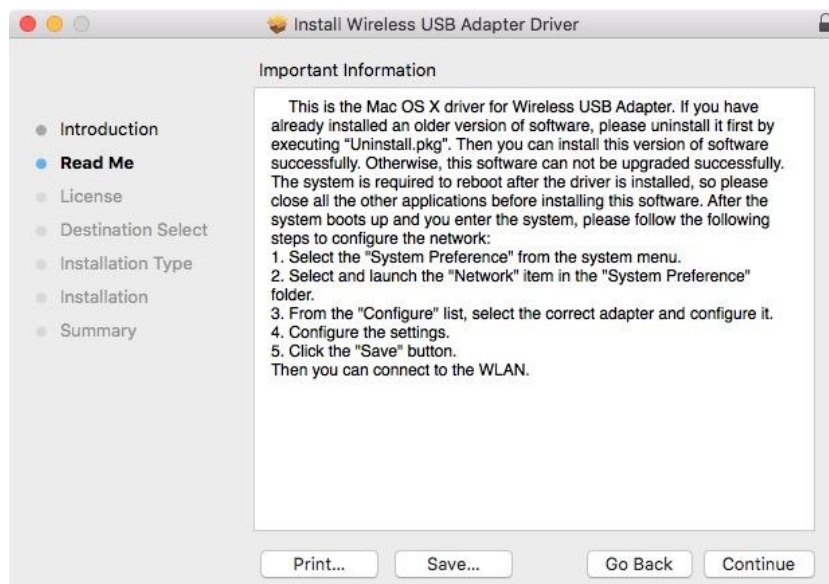 Install Wireless USB Adapter Driver
Important Information
Introduction
Read Me
License
Destination Select
Installation Type
Installation
Summary
This is the Mac OS X driver for Wireless USB Adapter. If you have
already installed an older version of software, please uninstall it first by
executing “Uninstall.pkg”. Then you can install this version of software
successfully. Otherwise, this software can not be upgraded successfully.
The system is required to reboot after the driver is installed, so please
close all the other applications before installing this software. After the
system boots up and you enter the system, please follow the following
steps to configure the network:
1. Select the "System Preference" from the system menu.
2. Select and launch the "Network" item in the "System Preference"
folder.
3. From the "Configure" list, select the correct adapter and configure it.
4. Configure the settings.
5. Click the "Save" button.
Then you can connect to the WLAN.
Print...
Save...
Go Back
Continue